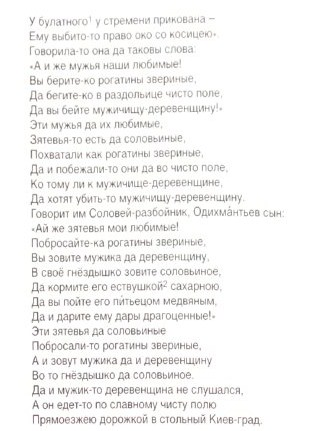 У булатного¹ у стремени прикована –
Ему выбито-то право око со косицею».
Говорила-то она да таковы слова:
«А и же мужья наши любимые!
Вы берите-ко рогатины звериные,
Да бегите-ко в раздольице чисто поле,
Да вы бейте мужичищу-деревенщину!»
Эти мужья да их любимые,
Зятевья-то есть да соловьиные,
Похватали как рогатины звериные,
Да и побежали-то они да во чисто поле,
Ко тому ли к мужичище-деревенщине,
Да хотят убить-то мужичищу-деревенщину.
Говорит им Соловей-разбойник, Одихма́нтьев сын:
«Ай же зятевья мои любимые!
Побросайте-ка рогатины звериные,
Вы зовите мужика да деревенщину,
В своё гнёздышко зовите соловьиное,
Да кормите его ествушкой² сахарною,
Да вы пойте его пи́тьецом медвяным,
Да и дарите ему дары драгоценные!»
Эти зятевья да соловьиные
Побросали-то рогатины звериные,
А и зовут мужика да и деревенщину
Во то гнёздышко да соловьиное.
Да и мужик-то деревенщина не слушался,
А он едет-то по славному чисту полю
Прямоезжею дорожкой в стольный Киев-град.